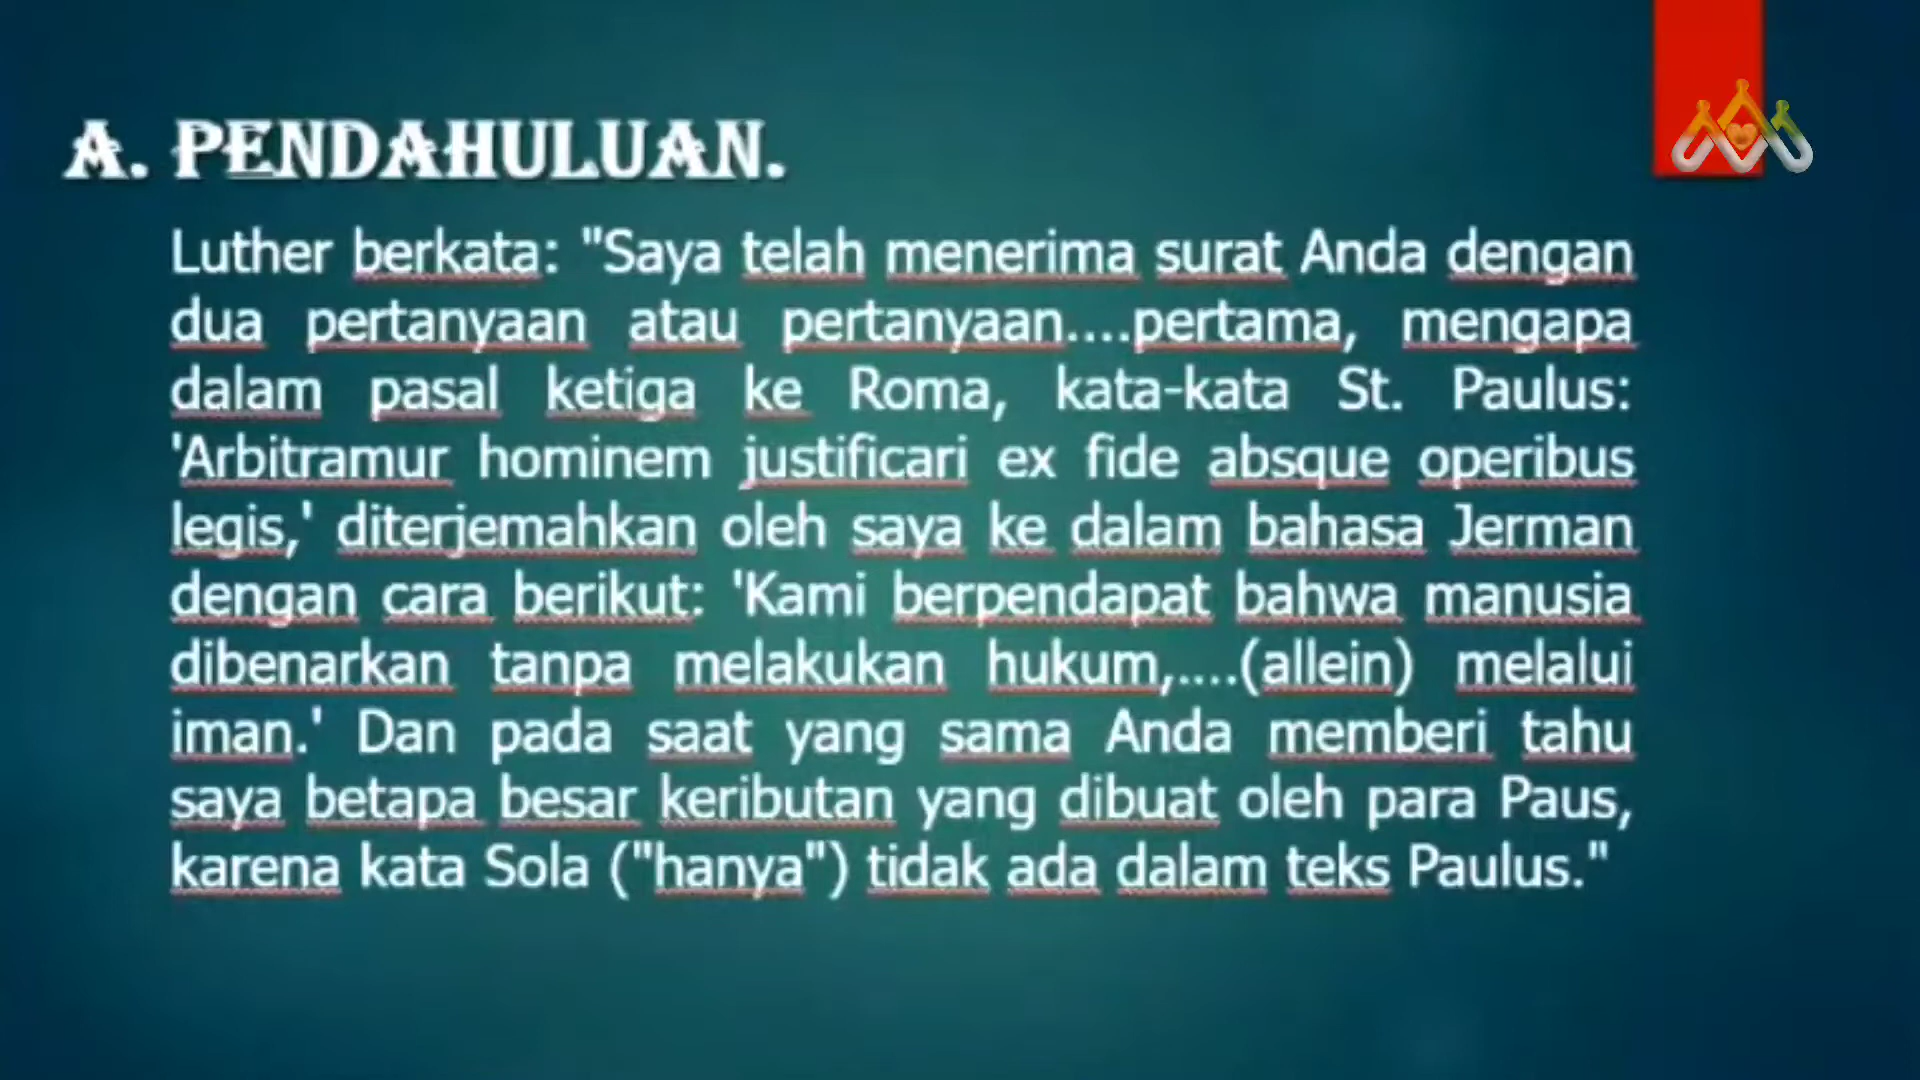 A. PENDAHULUAN.
Luther berkata: "Saya telah menerima surat Anda dengan
dua pertanyaan atau pertanyaan....pertama, mengapa
dalam pasal ketiga ke Roma, kata-kata St. Paulus:
'Arbitramur hominem justificari ex fide absque operibus
legis,' diterjemahkan oleh saya ke dalam bahasa Jerman
dengan cara berikut: 'Kami berpendapat bahwa manusia
dibenarkan tanpa melakukan hukum,....(allein) melalui
iman.' Dan pada saat yang sama Anda memberi tahu
saya betapa besar keributan yang dibuat oleh para Paus,
karena kata Sola ("hanya") tidak ada dalam teks Paulus."